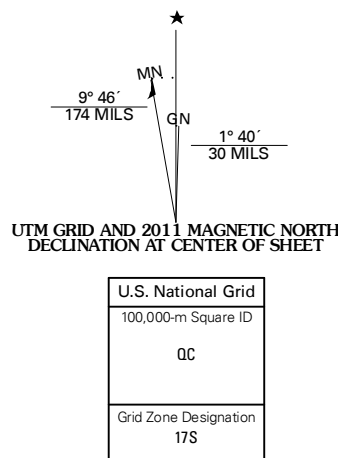 MN
9° 46´
174 MILS
GN
1° 40´
30 MILS
UTM GRID AND 2011 MAGNETIC NORTH
DECLINATION AT CENTER OF SHEET
U.S. National Grid
100,000-m Square ID
QC
Grid Zone Designation
17S